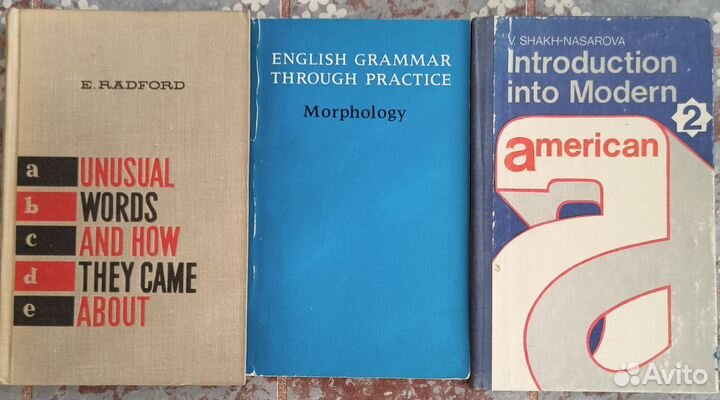 E. RADFORD
a UNUSUAL
b WORDS
c AND HOW
d THEY CAME
e ABOUT
ENGLISH GRAMMAR
THROUGH PRACTICE
Morphology
V. SHAKH-NASAROVA
Introduction
into Modern
2
american
a
Avito